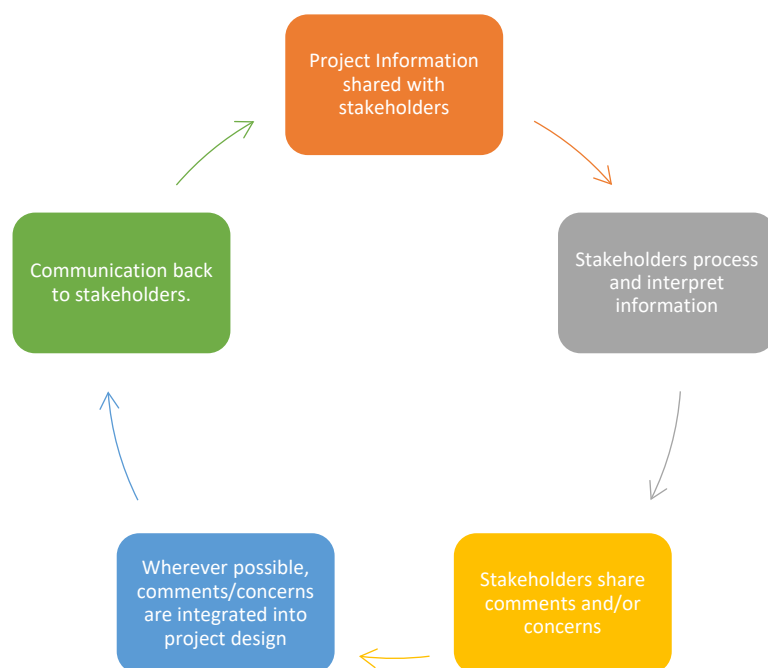 Project Information
shared with
stakeholders
Stakeholders process
and interpret
information
Stakeholders share
comments and/or
concerns
Wherever possible,
comments/concerns
are integrated into
project design
Communication back
to stakeholders.